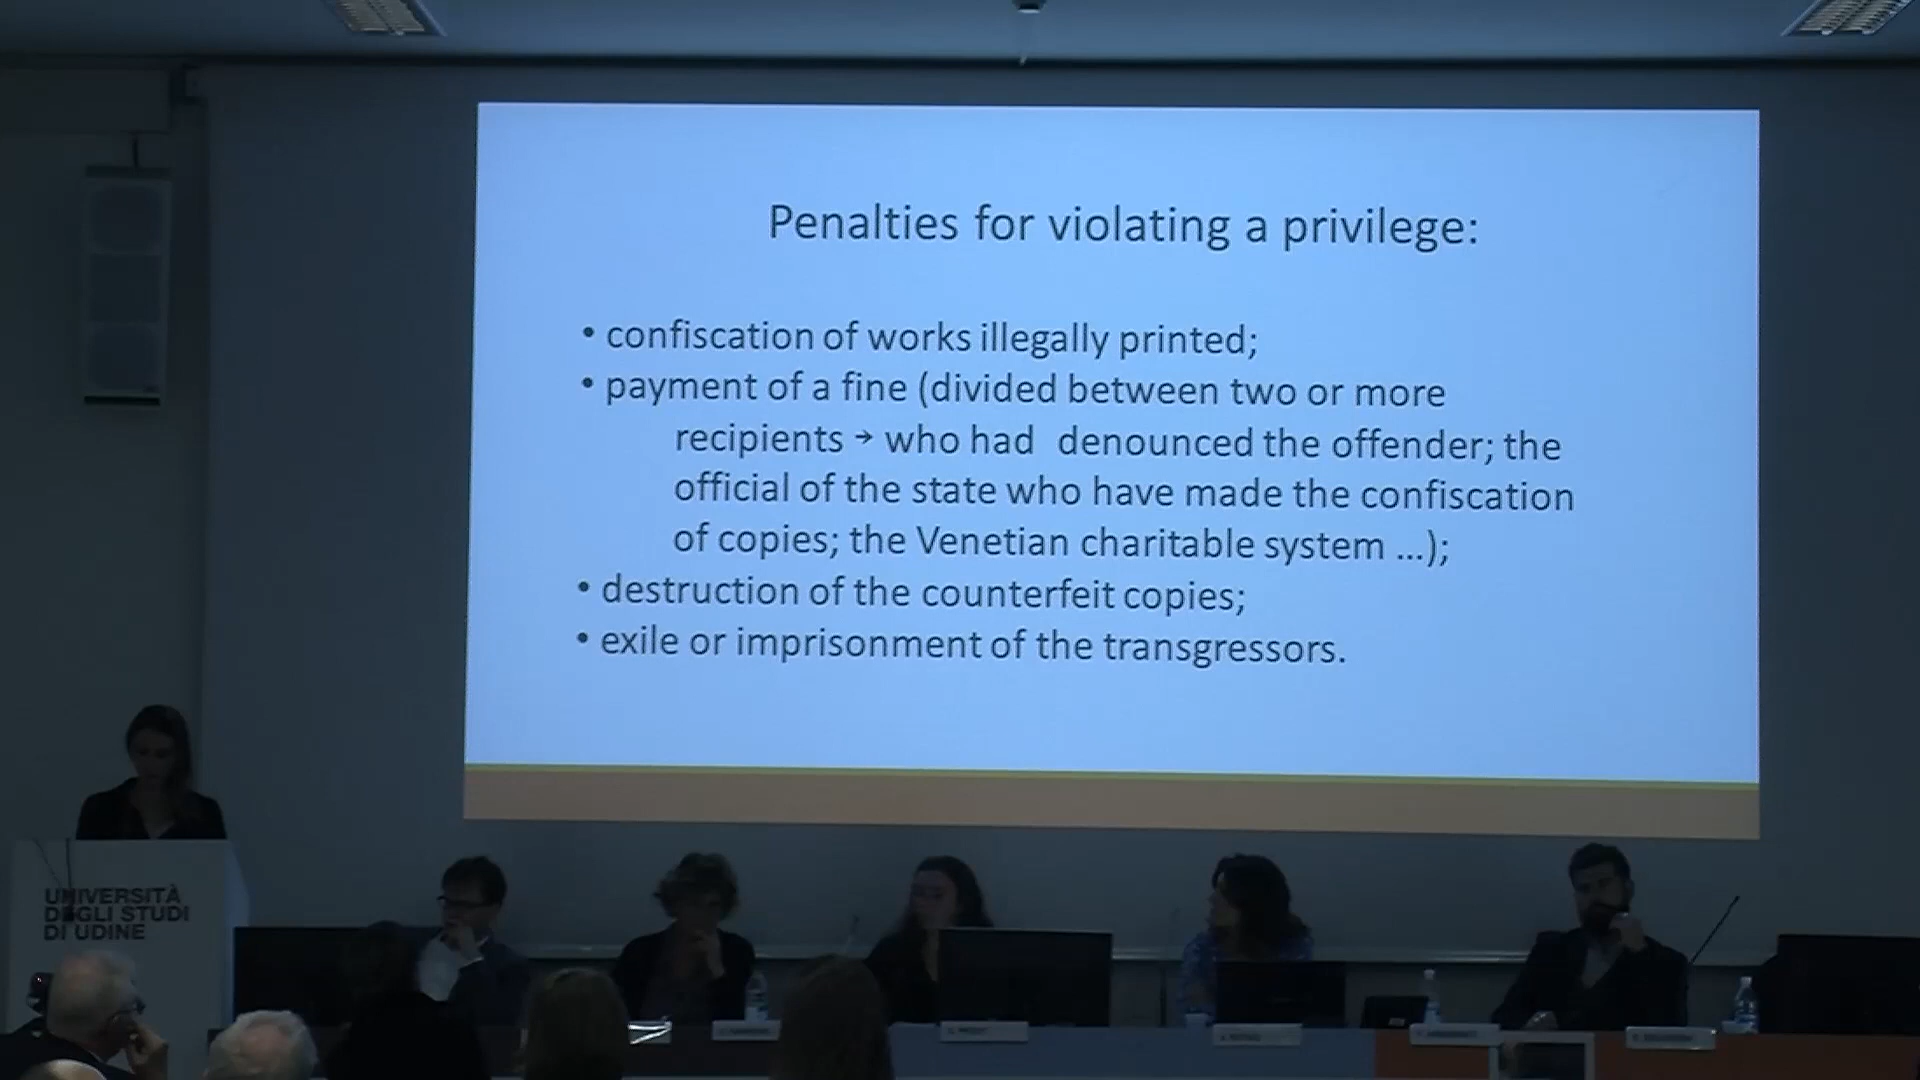 Penalties for violating a privilege:
• confiscation of works illegally printed;
• payment of a fine (divided between two or more
recipients → who had denounced the offender; the
official of the state who have made the confiscation
of copies; the Venetian charitable system ...);
• destruction of the counterfeit copies;
• exile or imprisonment of the transgressors.
UNIVERSITÀ
DEGLI STUDI
DI UDINE